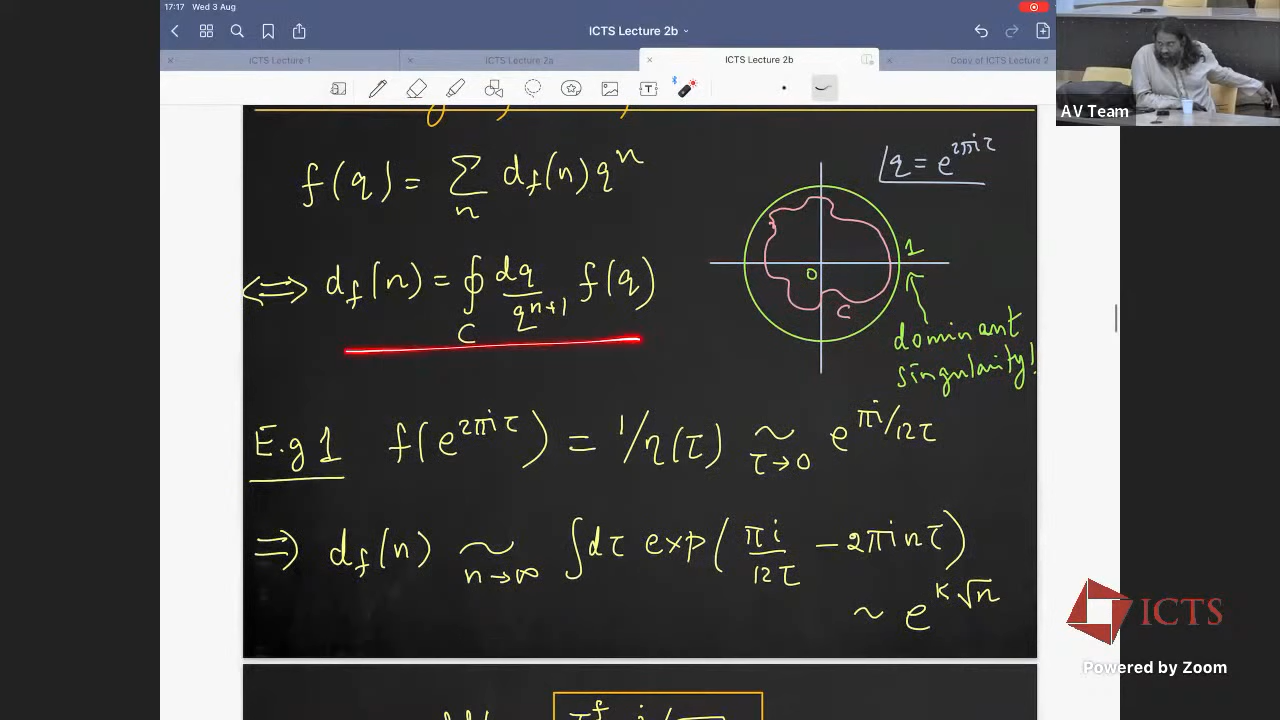 17:17 Wed 3 Aug
ICTS Lecture 2b
ICTS Lecture 1
ICTS Lecture 2a
ICTS Lecture 2b
Copy of ICTS Lecture 2
AV Team
f(q) = Σ_n d_f(n) q^n
q = e^{2πiτ}
⟺ d_f(n) = ∮_C dq/q^{n+1} f(q)
1
0
C
dominant
singularity!
E.g 1 f(e^{2πiτ}) = 1/η(τ) ~_{τ→0} e^{πi/12τ}
⇒ d_f(n) ~_{n→∞} ∫dτ exp(πi/12τ − 2πinτ)
~ e^{K√n}
ICTS
Powered by Zoom